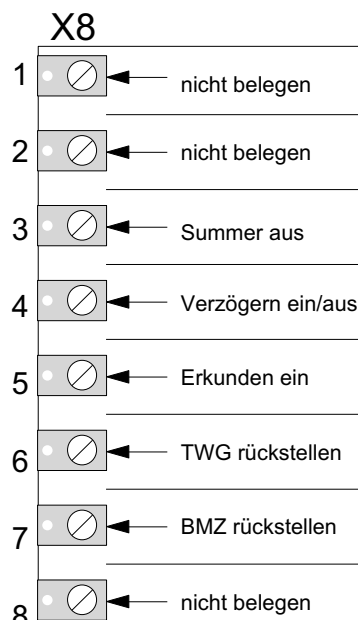 X8
1 nicht belegen
2 nicht belegen
3 Summer aus
4 Verzögern ein/aus
5 Erkunden ein
6 TWG rückstellen
7 BMZ rückstellen
8 nicht belegen